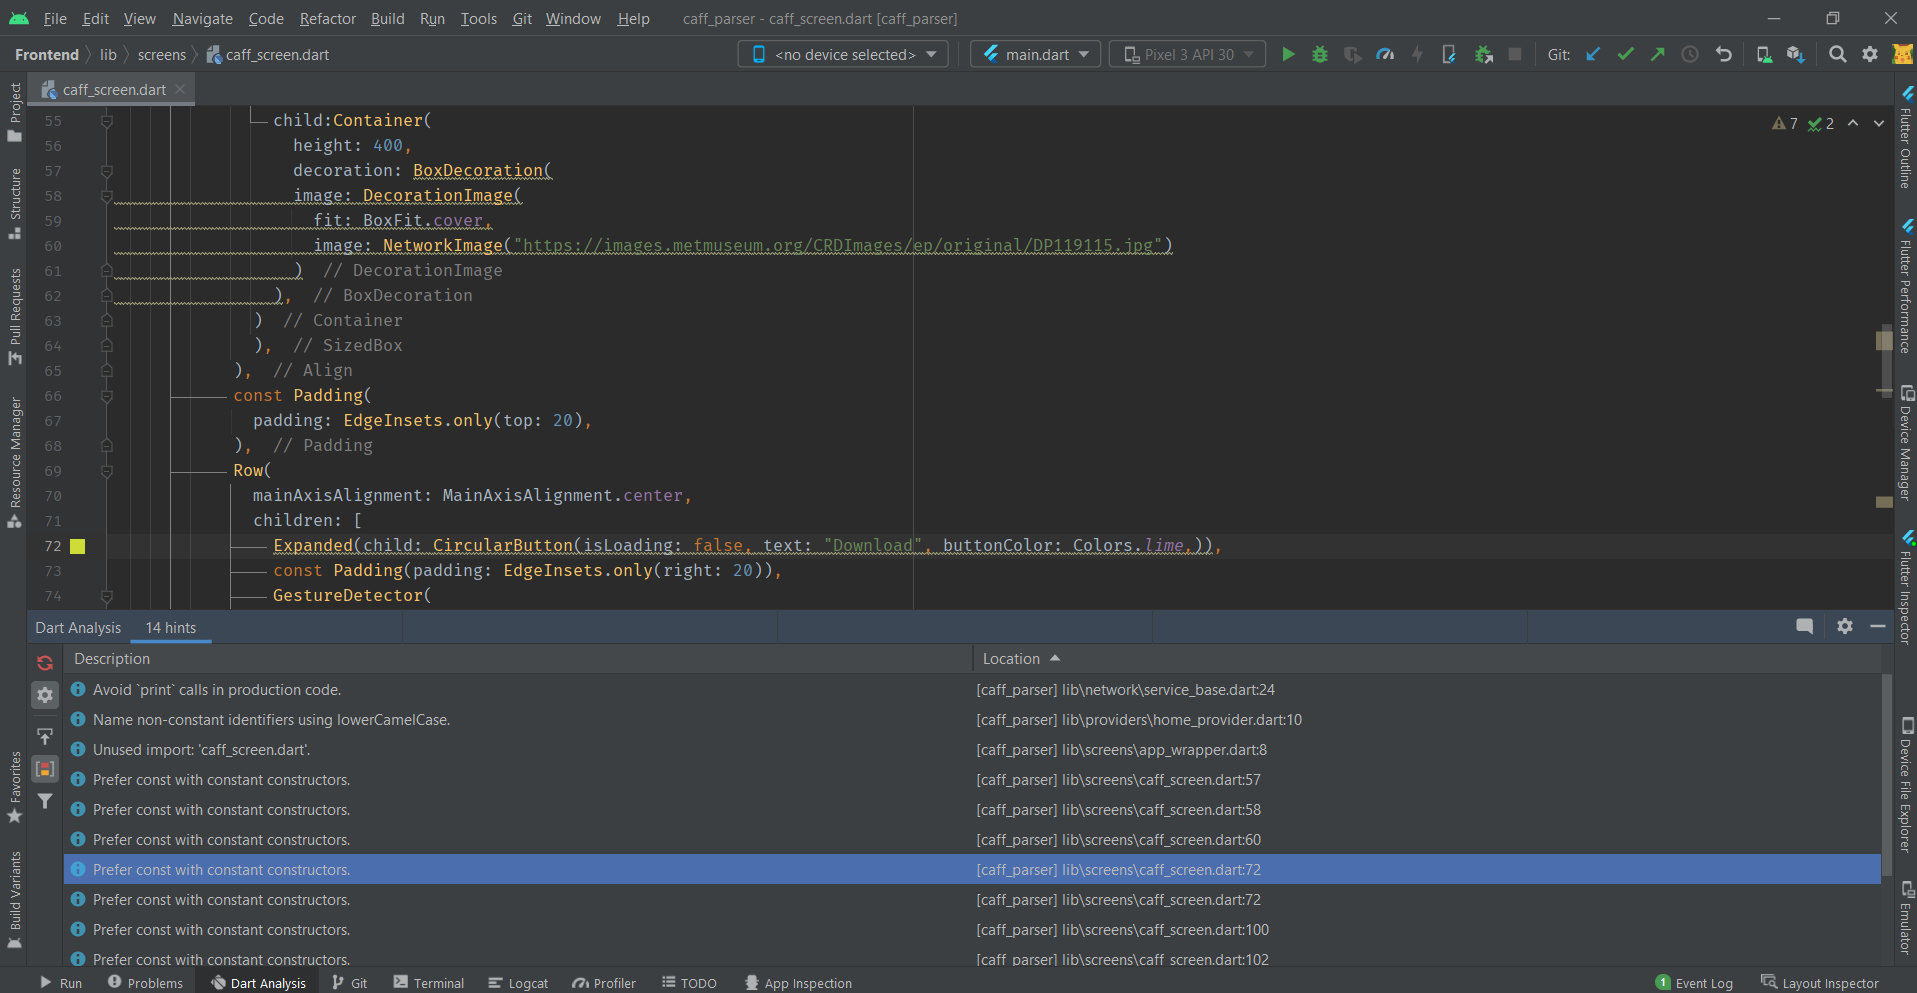 File Edit View Navigate Code Refactor Build Run Tools Git Window Help caff_parser - caff_screen.dart [caff_parser]
Frontend lib screens caff_screen.dart <no device selected> main.dart Pixel 3 API 30 Git:
caff_screen.dart
7 2
55 child:Container(
56 height: 400,
57 decoration: BoxDecoration(
58 image: DecorationImage(
59 fit: BoxFit.cover,
60 image: NetworkImage("https://images.metmuseum.org/CRDImages/ep/original/DP119115.jpg")
61 ) // DecorationImage
62 ), // BoxDecoration
63 ) // Container
64 ), // SizedBox
65 ), // Align
66 const Padding(
67 padding: EdgeInsets.only(top: 20),
68 ), // Padding
69 Row(
70 mainAxisAlignment: MainAxisAlignment.center,
71 children: [
72 Expanded(child: CircularButton(isLoading: false, text: "Download", buttonColor: Colors.lime,)),
73 const Padding(padding: EdgeInsets.only(right: 20)),
74 GestureDetector(
Project
Structure
Pull Requests
Resource Manager
Favorites
Build Variants
Flutter Outline
Flutter Performance
Device Manager
Flutter Inspector
Device File Explorer
Emulator
Dart Analysis 14 hints
Description Location
Avoid `print` calls in production code. [caff_parser] lib\network\service_base.dart:24
Name non-constant identifiers using lowerCamelCase. [caff_parser] lib\providers\home_provider.dart:10
Unused import: 'caff_screen.dart'. [caff_parser] lib\screens\app_wrapper.dart:8
Prefer const with constant constructors. [caff_parser] lib\screens\caff_screen.dart:57
Prefer const with constant constructors. [caff_parser] lib\screens\caff_screen.dart:58
Prefer const with constant constructors. [caff_parser] lib\screens\caff_screen.dart:60
Prefer const with constant constructors. [caff_parser] lib\screens\caff_screen.dart:72
Prefer const with constant constructors. [caff_parser] lib\screens\caff_screen.dart:72
Prefer const with constant constructors. [caff_parser] lib\screens\caff_screen.dart:100
Prefer const with constant constructors. [caff_parser] lib\screens\caff_screen.dart:102
Run Problems Dart Analysis Git Terminal Logcat Profiler TODO App Inspection 1 Event Log Layout Inspector